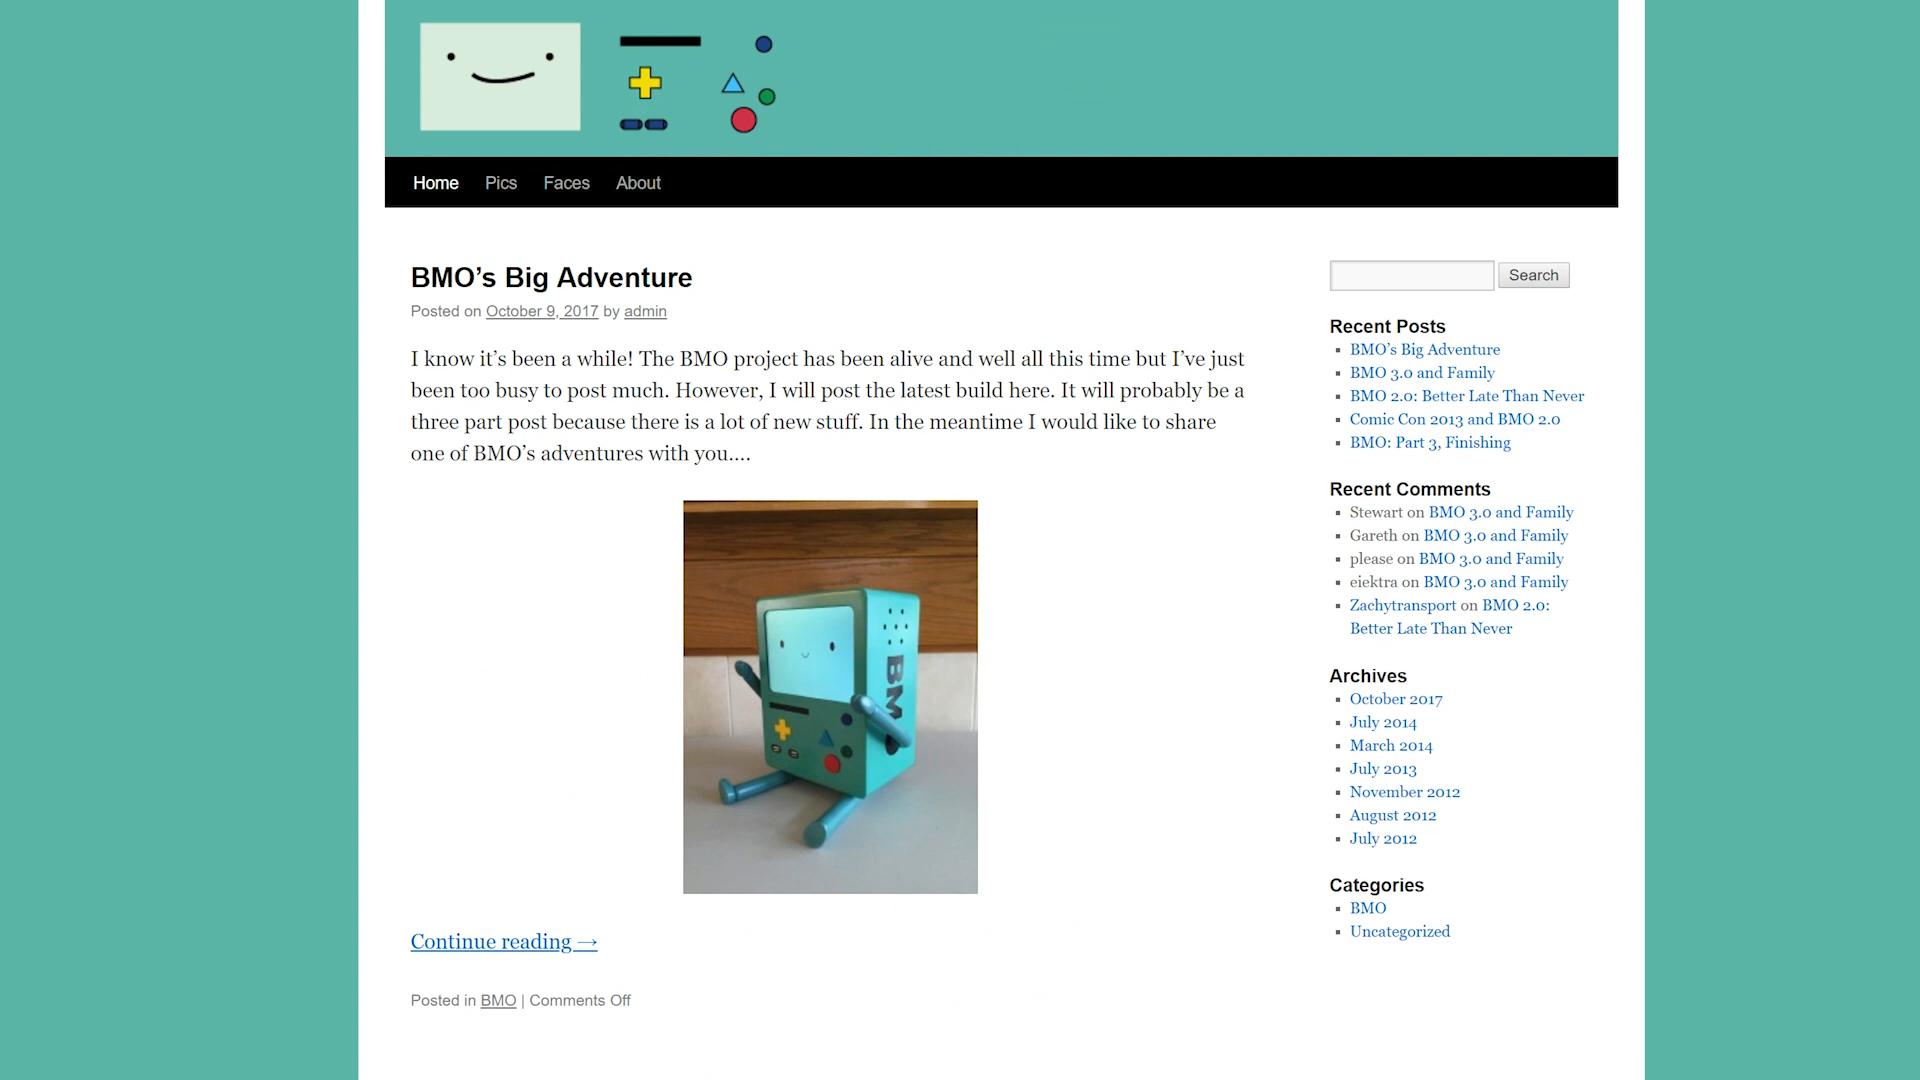 Home Pics Faces About
BMO’s Big Adventure
Posted on October 9, 2017 by admin
I know it’s been a while! The BMO project has been alive and well all this time but I’ve just
been too busy to post much. However, I will post the latest build here. It will probably be a
three part post because there is a lot of new stuff. In the meantime I would like to share
one of BMO’s adventures with you….
BMO
Continue reading →
Posted in BMO | Comments Off
Search
Recent Posts
BMO’s Big Adventure
BMO 3.0 and Family
BMO 2.0: Better Late Than Never
Comic Con 2013 and BMO 2.0
BMO: Part 3, Finishing
Recent Comments
Stewart on BMO 3.0 and Family
Gareth on BMO 3.0 and Family
please on BMO 3.0 and Family
eiektra on BMO 3.0 and Family
Zachytransport on BMO 2.0:
Better Late Than Never
Archives
October 2017
July 2014
March 2014
July 2013
November 2012
August 2012
July 2012
Categories
BMO
Uncategorized